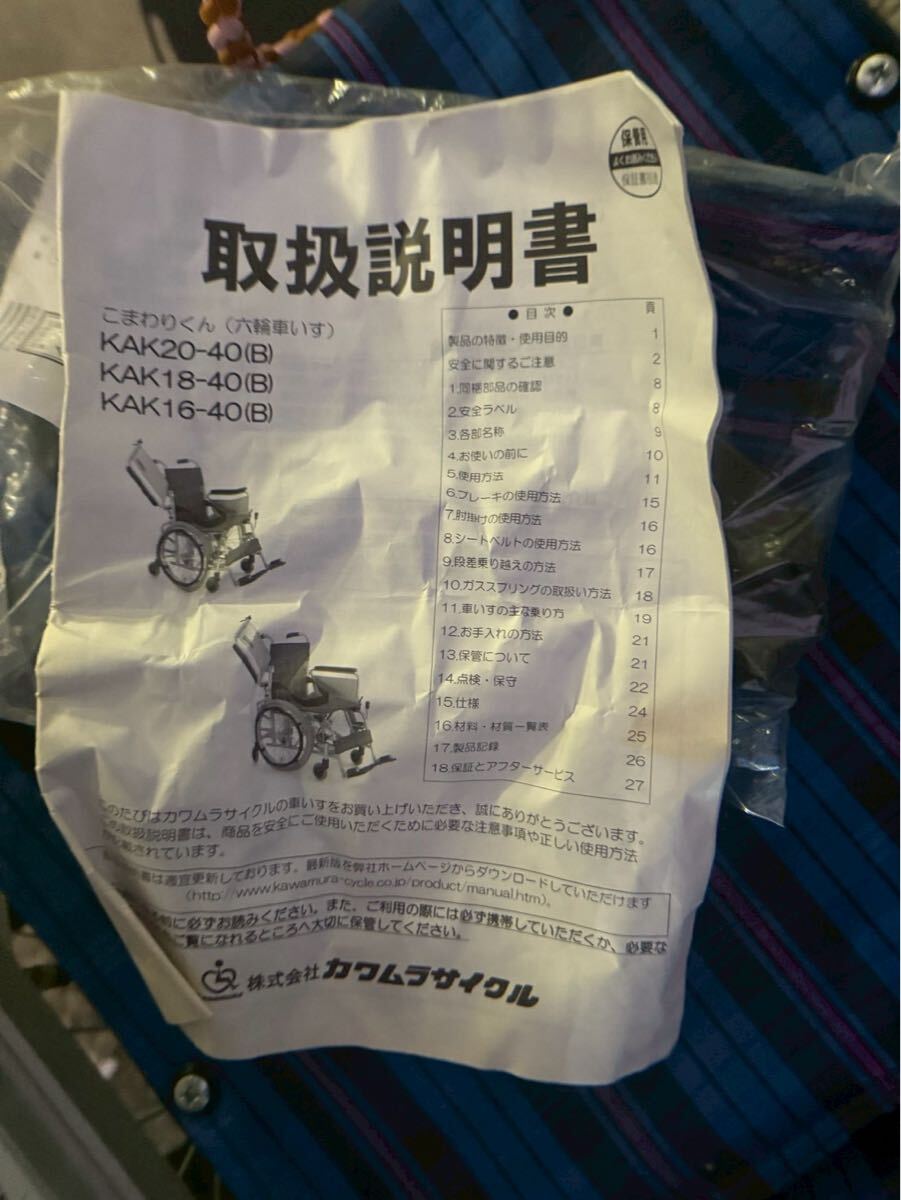 保管用
よくお読みください
保証書別添
取扱説明書
こまわりくん（六輪車いす）
KAK20-40(B)
KAK18-40(B)
KAK16-40(B)
●目次● 頁
製品の特徴・使用目的 1
安全に関するご注意 2
1.同梱部品の確認 8
2.安全ラベル 8
3.各部名称 9
4.お使いの前に 10
5.使用方法 11
6.ブレーキの使用方法 15
7.肘掛けの使用方法 16
8.シートベルトの使用方法 16
9.段差乗り越えの方法 17
10.ガススプリングの取扱い方法 18
11.車いすの主な乗り方 19
12.お手入れの方法 21
13.保管について 21
14.点検・保守 22
15.仕様 24
16.材料・材質一覧表 25
17.製品記録 26
18.保証とアフターサービス 27
のたびはカワムラサイクルの車いすをお買い上げいただき、誠にありがとうございます。
の取扱説明書は、商品を安全にご使用いただくために必要な注意事項や正しい使用方法
されています。
書は適宜更新しております。最新版を弊社ホームページからダウンロードしていただけます
（http://www.kawamura-cycle.co.jp/product/manual.htm）。
前に必ずお読みください。また、ご利用の際には必ず携帯していただくか、必要な
ご覧になれるところへ大切に保管してください。
株式会社カワムラサイクル